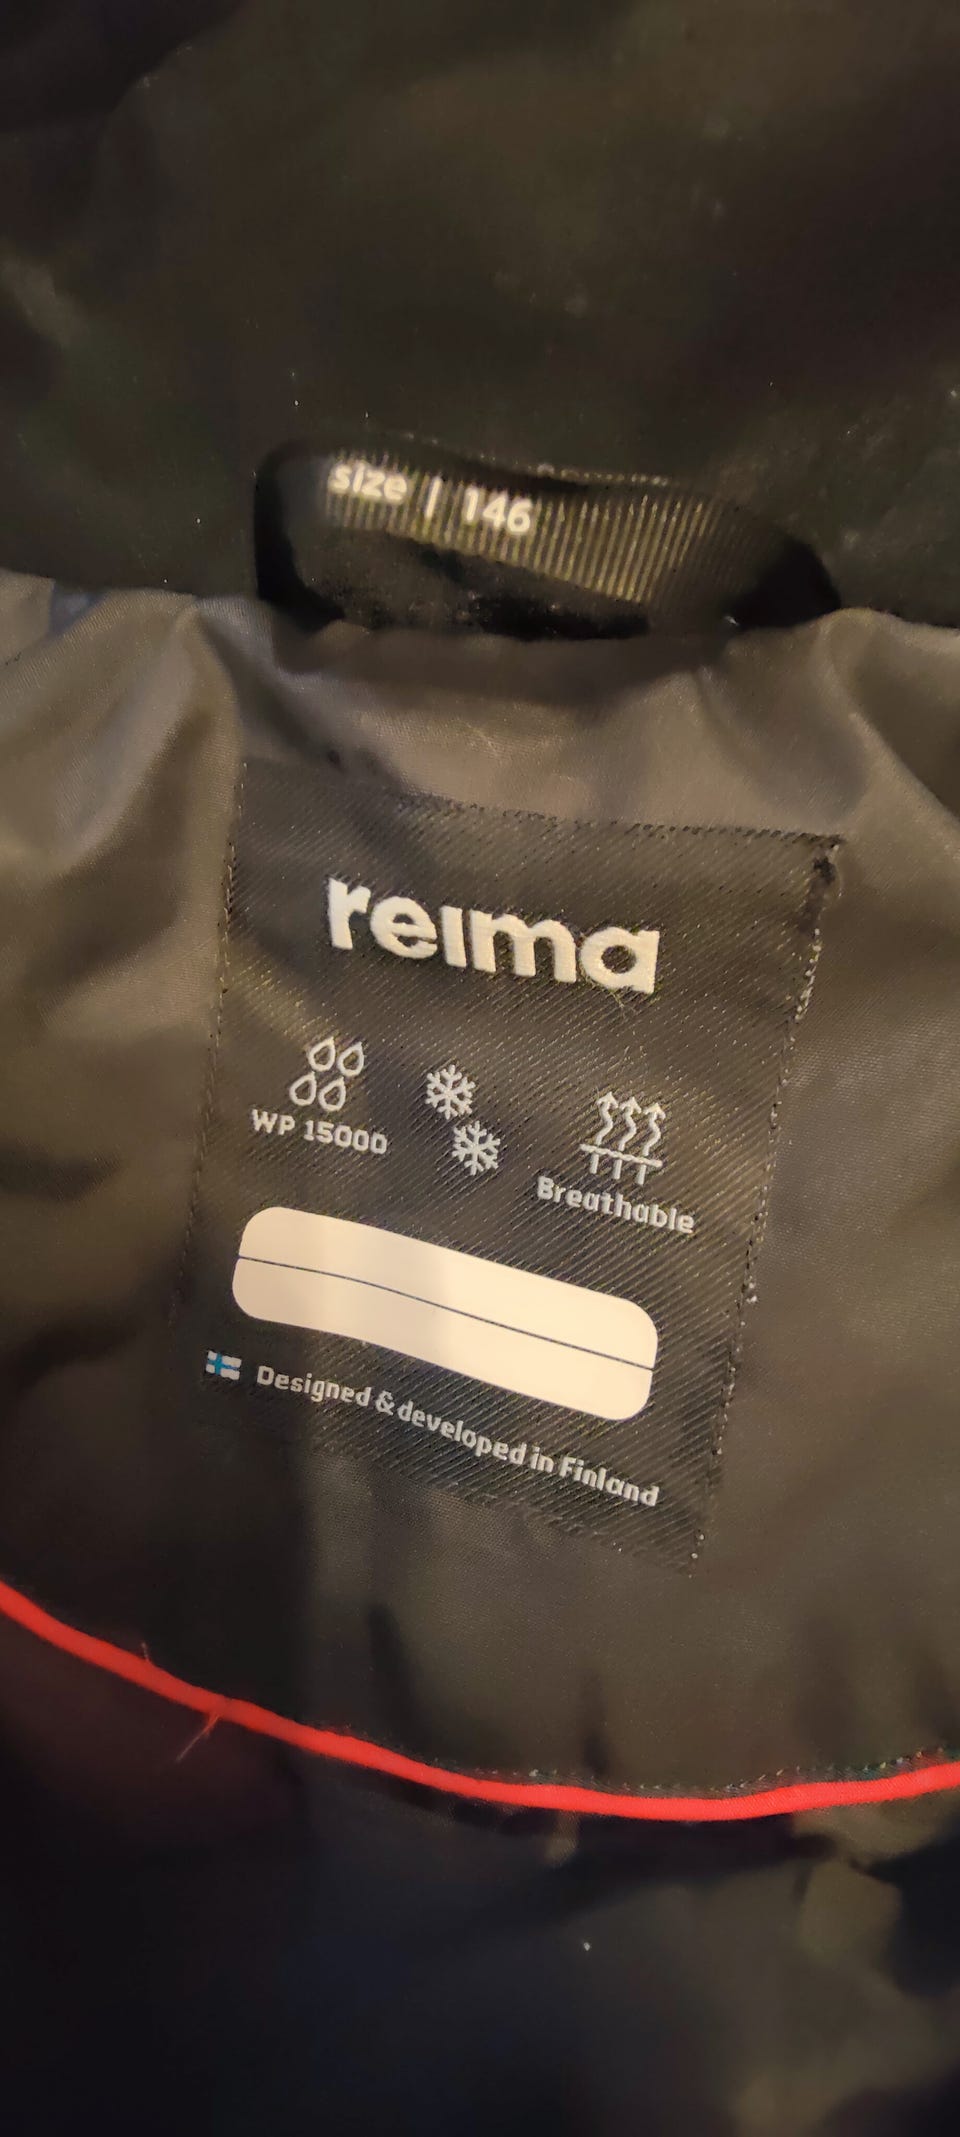 size | 146
reima
WP 15000
Breathable
Designed & developed in Finland